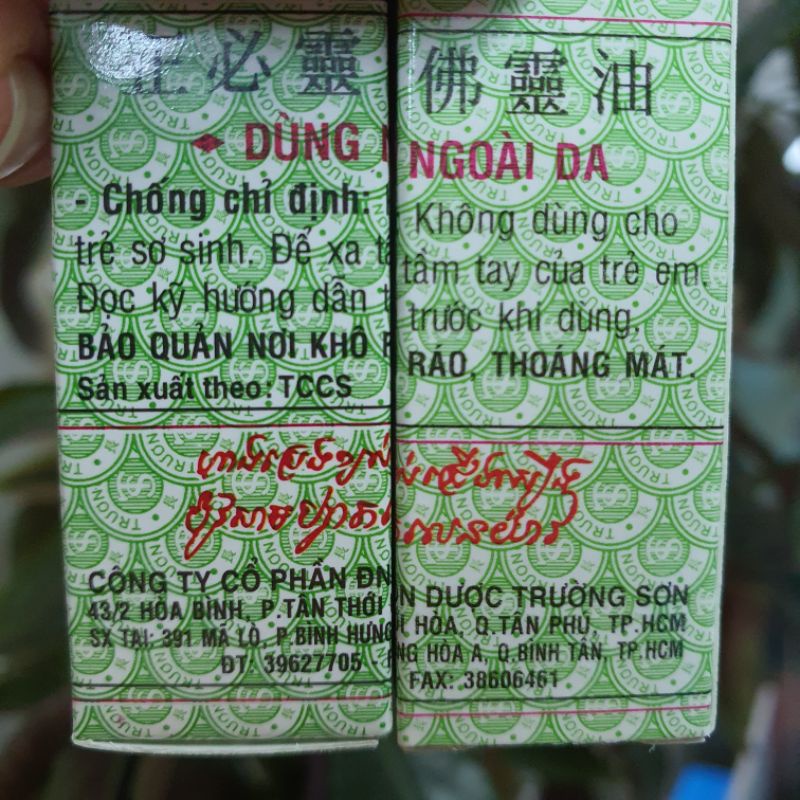 正必靈佛靈油
DÙNG NGOÀI DA
- Chống chỉ định: Không dùng cho
trẻ sơ sinh. Để xa tầm tay của trẻ em.
Đọc kỹ hướng dẫn trước khi dùng.
BẢO QUẢN NƠI KHÔ RÁO, THOÁNG MÁT.
Sản xuất theo: TCCS
CÔNG TY CỔ PHẦN ĐN DƯỢC TRƯỜNG SƠN
43/2 HÒA BÌNH, P.TÂN THỚI HÒA, Q.TÂN PHÚ, TP.HCM
SX TẠI: 391 MÃ LÒ, P.BÌNH HƯNG HÒA A, Q.BÌNH TÂN, TP.HCM
ĐT: 39627705 - FAX: 38606461